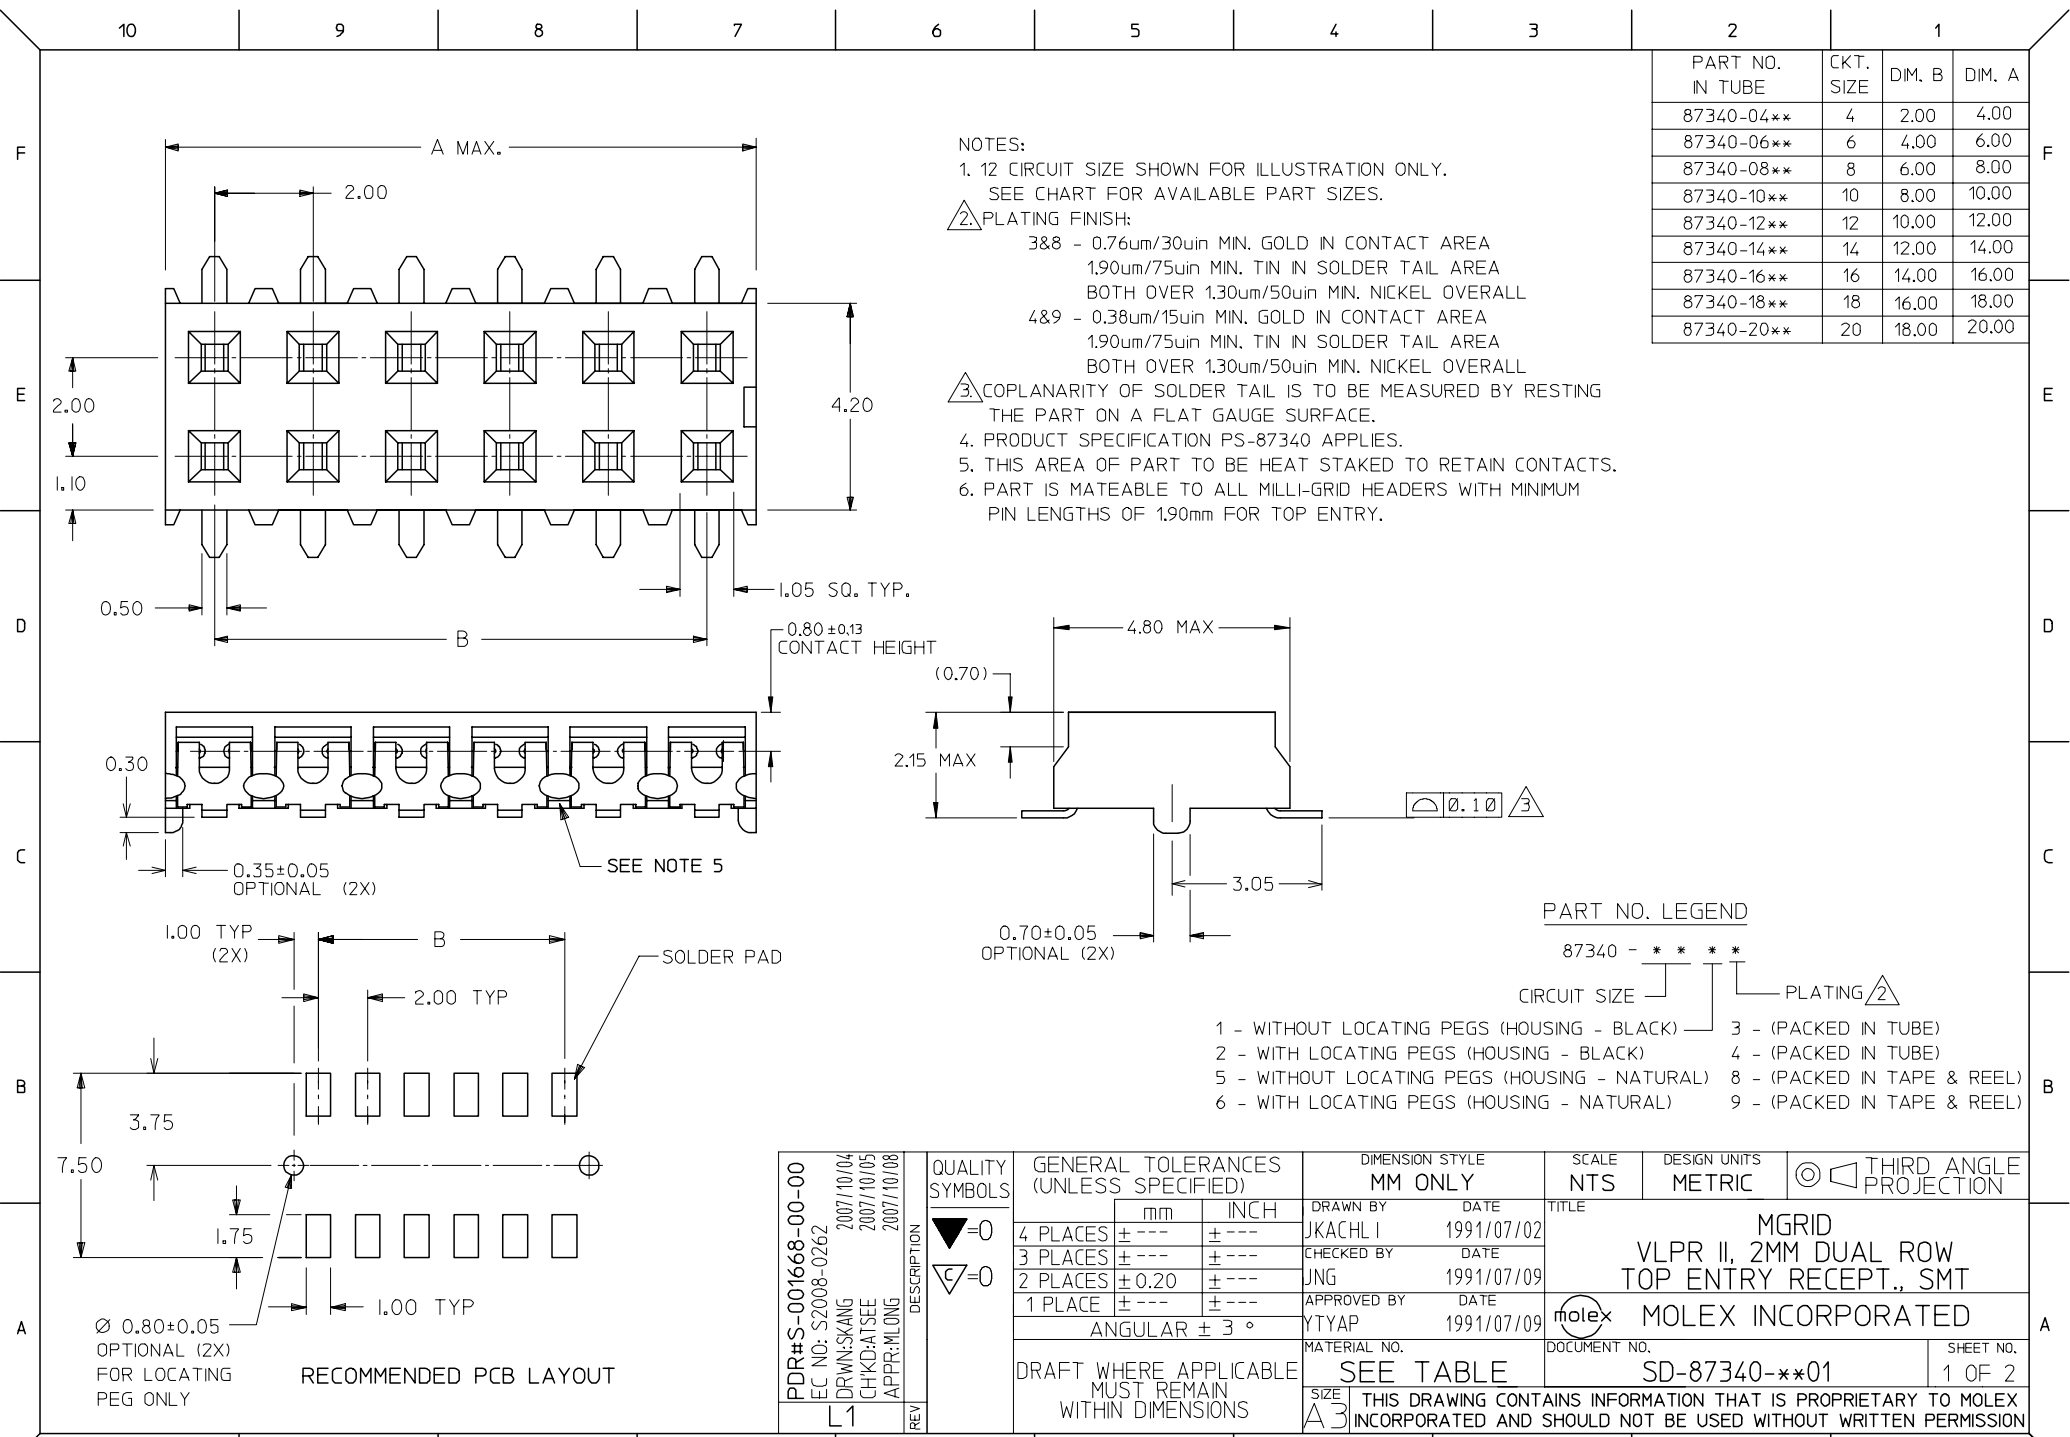 10 9 8 7 6 5 4 3 2 1
F
E
D
C
B
A
F
E
D
C
B
A
PART NO. IN TUBE CKT. SIZE DIM. B DIM. A
87340-04** 4 2.00 4.00
87340-06** 6 4.00 6.00
87340-08** 8 6.00 8.00
87340-10** 10 8.00 10.00
87340-12** 12 10.00 12.00
87340-14** 14 12.00 14.00
87340-16** 16 14.00 16.00
87340-18** 18 16.00 18.00
87340-20** 20 18.00 20.00
NOTES:
1. 12 CIRCUIT SIZE SHOWN FOR ILLUSTRATION ONLY.
SEE CHART FOR AVAILABLE PART SIZES.
2. PLATING FINISH:
3&8 - 0.76um/30uin MIN. GOLD IN CONTACT AREA
1.90um/75uin MIN. TIN IN SOLDER TAIL AREA
BOTH OVER 1.30um/50uin MIN. NICKEL OVERALL
4&9 - 0.38um/15uin MIN. GOLD IN CONTACT AREA
1.90um/75uin MIN. TIN IN SOLDER TAIL AREA
BOTH OVER 1.30um/50uin MIN. NICKEL OVERALL
3. COPLANARITY OF SOLDER TAIL IS TO BE MEASURED BY RESTING
THE PART ON A FLAT GAUGE SURFACE.
4. PRODUCT SPECIFICATION PS-87340 APPLIES.
5. THIS AREA OF PART TO BE HEAT STAKED TO RETAIN CONTACTS.
6. PART IS MATEABLE TO ALL MILLI-GRID HEADERS WITH MINIMUM
PIN LENGTHS OF 1.90mm FOR TOP ENTRY.
A MAX.
2.00
2.00
1.10
4.20
0.50
1.05 SQ. TYP.
B
0.80 ±0.13
CONTACT HEIGHT
0.30
0.35±0.05
OPTIONAL (2X)
SEE NOTE 5
4.80 MAX
(0.70)
2.15 MAX
0.10 3
3.05
0.70±0.05
OPTIONAL (2X)
1.00 TYP
(2X)
B
SOLDER PAD
2.00 TYP
3.75
7.50
1.75
1.00 TYP
Ø 0.80±0.05
OPTIONAL (2X)
FOR LOCATING
PEG ONLY
RECOMMENDED PCB LAYOUT
PART NO. LEGEND
87340 - * * * *
CIRCUIT SIZE
PLATING 2
1 - WITHOUT LOCATING PEGS (HOUSING - BLACK)
2 - WITH LOCATING PEGS (HOUSING - BLACK)
5 - WITHOUT LOCATING PEGS (HOUSING - NATURAL)
6 - WITH LOCATING PEGS (HOUSING - NATURAL)
3 - (PACKED IN TUBE)
4 - (PACKED IN TUBE)
8 - (PACKED IN TAPE & REEL)
9 - (PACKED IN TAPE & REEL)
PDR#S-001668-00-00
EC NO: S2008-0262
DRWN:SKANG 2007/10/04
CH'KD:ATSEE 2007/10/05
APPR:MLONG 2007/10/08
L1
DESCRIPTION
REV
QUALITY
SYMBOLS
=0
C =0
GENERAL TOLERANCES
(UNLESS SPECIFIED)
mm INCH
4 PLACES ± --- ± ---
3 PLACES ± --- ± ---
2 PLACES ± 0.20 ± ---
1 PLACE ± --- ± ---
ANGULAR ± 3 °
DRAFT WHERE APPLICABLE
MUST REMAIN
WITHIN DIMENSIONS
DIMENSION STYLE
MM ONLY
SCALE
NTS
DESIGN UNITS
METRIC
THIRD ANGLE
PROJECTION
DRAWN BY DATE
JKACHLI 1991/07/02
CHECKED BY DATE
JNG 1991/07/09
APPROVED BY DATE
YTYAP 1991/07/09
TITLE
MGRID
VLPR II, 2MM DUAL ROW
TOP ENTRY RECEPT., SMT
molex MOLEX INCORPORATED
MATERIAL NO.
SEE TABLE
DOCUMENT NO.
SD-87340-**01
SHEET NO.
1 OF 2
SIZE
A3
THIS DRAWING CONTAINS INFORMATION THAT IS PROPRIETARY TO MOLEX
INCORPORATED AND SHOULD NOT BE USED WITHOUT WRITTEN PERMISSION